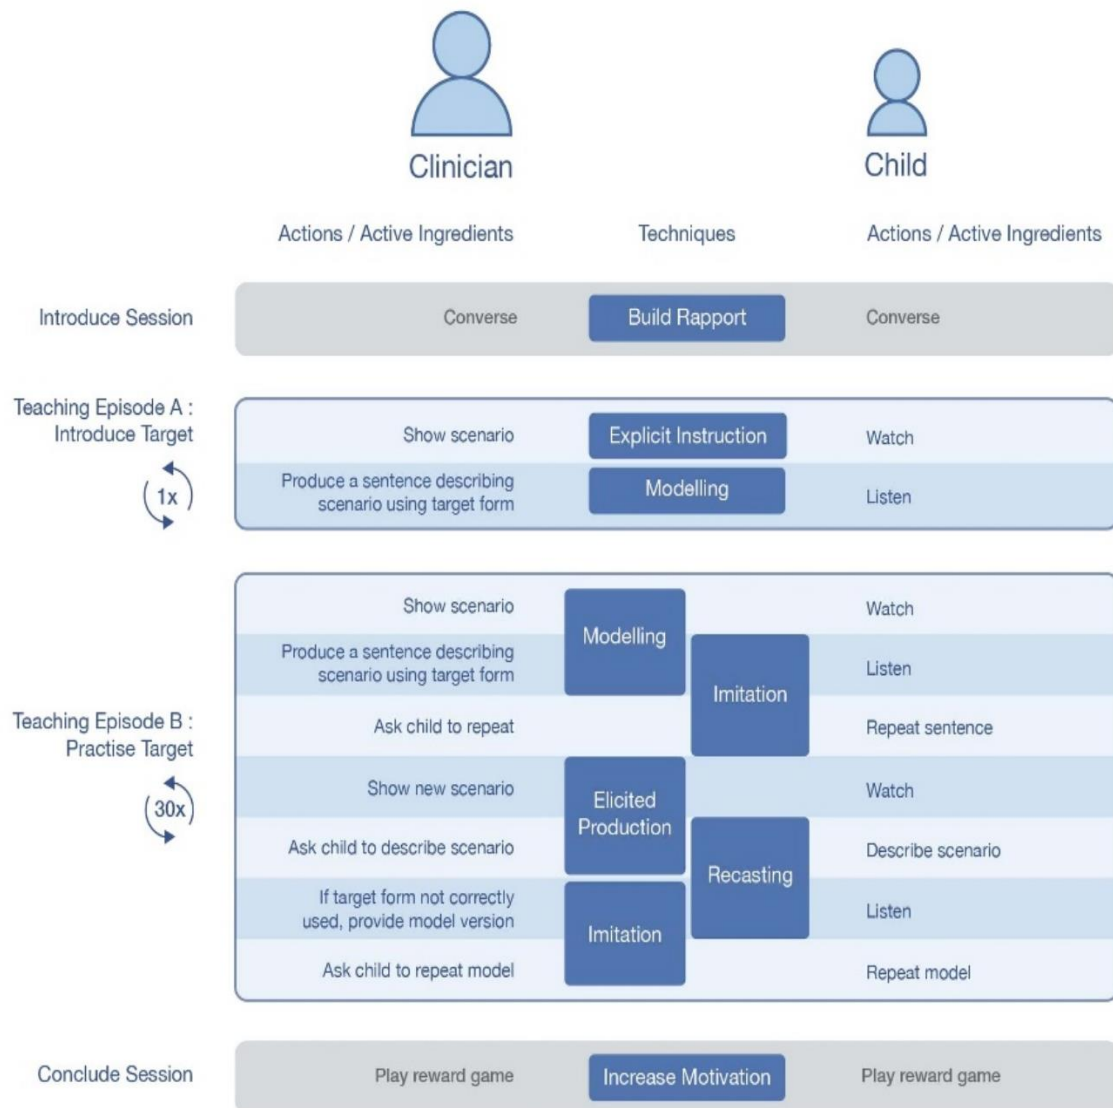 Clinician
Child
Actions / Active Ingredients
Techniques
Actions / Active Ingredients
Introduce Session
Converse
Build Rapport
Converse
Teaching Episode A :
Introduce Target
1x
Show scenario
Explicit Instruction
Watch
Produce a sentence describing
scenario using target form
Modelling
Listen
Teaching Episode B :
Practise Target
30x
Show scenario
Modelling
Watch
Produce a sentence describing
scenario using target form
Imitation
Listen
Ask child to repeat
Repeat sentence
Show new scenario
Elicited
Production
Watch
Ask child to describe scenario
Recasting
Describe scenario
If target form not correctly
used, provide model version
Imitation
Listen
Ask child to repeat model
Repeat model
Conclude Session
Play reward game
Increase Motivation
Play reward game